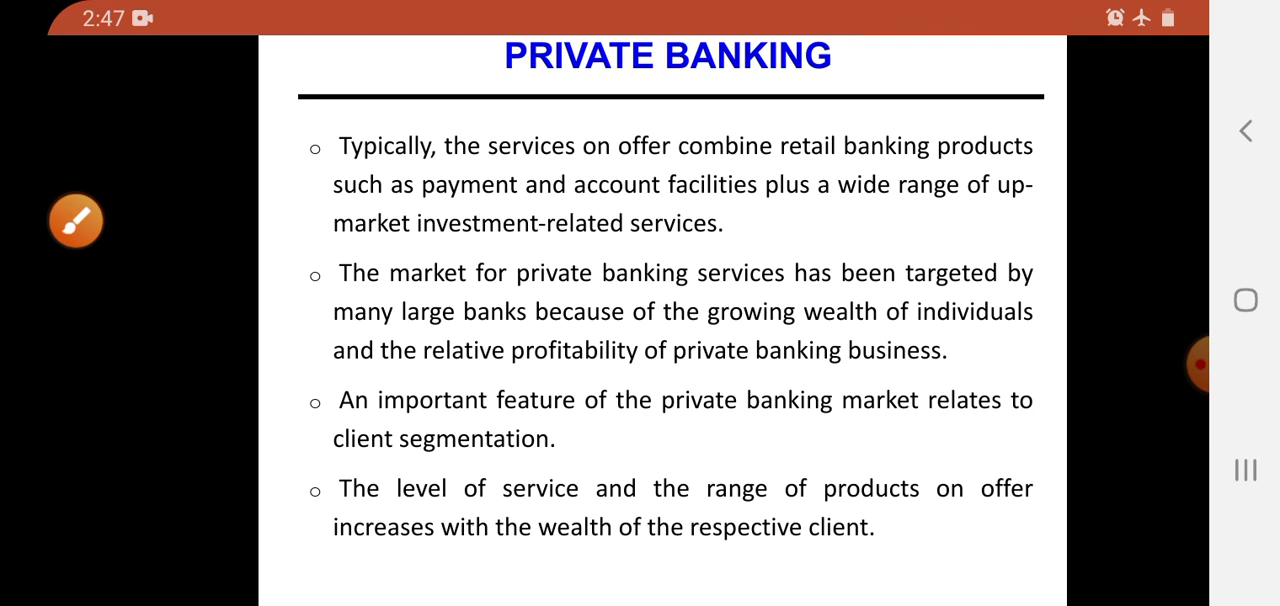 2:47
PRIVATE BANKING
o Typically, the services on offer combine retail banking products
such as payment and account facilities plus a wide range of up-
market investment-related services.
o The market for private banking services has been targeted by
many large banks because of the growing wealth of individuals
and the relative profitability of private banking business.
o An important feature of the private banking market relates to
client segmentation.
o The level of service and the range of products on offer
increases with the wealth of the respective client.